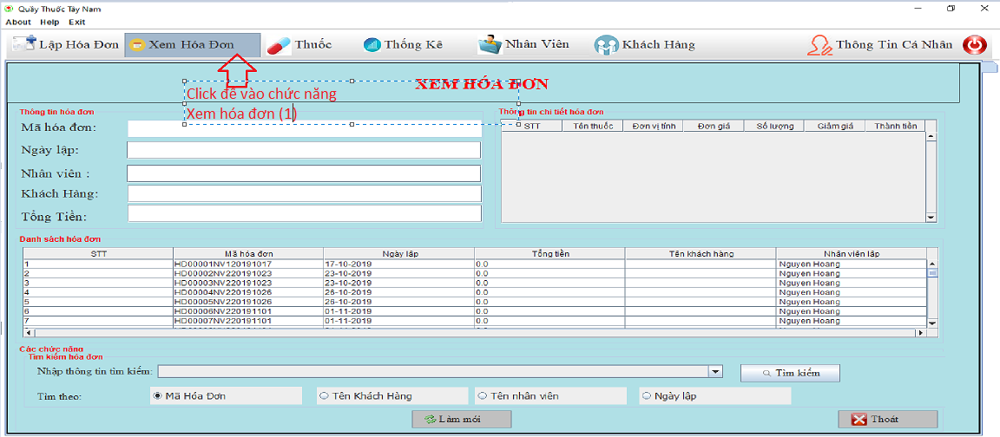 Quầy Thuốc Tây Nam
About Help Exit
Lập Hóa Đơn Xem Hóa Đơn Thuốc Thống Kê Nhân Viên Khách Hàng Thông Tin Cá Nhân
XEM HÓA ĐƠN
Click để vào chức năng
Xem hóa đơn (1)
Thông tin hóa đơn
Mã hóa đơn:
Ngày lập:
Nhân viên :
Khách Hàng:
Tổng Tiền:
Thông tin chi tiết hóa đơn
STT Tên thuốc Đơn vị tính Đơn giá Số lượng Giảm giá Thành tiền
Danh sách hóa đơn
STT Mã hóa đơn Ngày lập Tổng tiền Tên khách hàng Nhân viên lập
1 HD00001NV120191017 17-10-2019 0.0 Nguyen Hoang
2 HD00002NV220191023 23-10-2019 0.0 Nguyen Hoang
3 HD00003NV220191023 23-10-2019 0.0 Nguyen Hoang
4 HD00004NV220191026 26-10-2019 0.0 Nguyen Hoang
5 HD00005NV220191026 26-10-2019 0.0 Nguyen Hoang
6 HD00006NV220191101 01-11-2019 0.0 Nguyen Hoang
7 HD00007NV220191101 01-11-2019 0.0 Nguyen Hoang
Các chức năng
Tìm kiếm hóa đơn
Nhập thông tin tìm kiếm: Tìm kiếm
Tìm theo: Mã Hóa Đơn Tên Khách Hàng Tên nhân viên Ngày lập
Làm mới Thoát